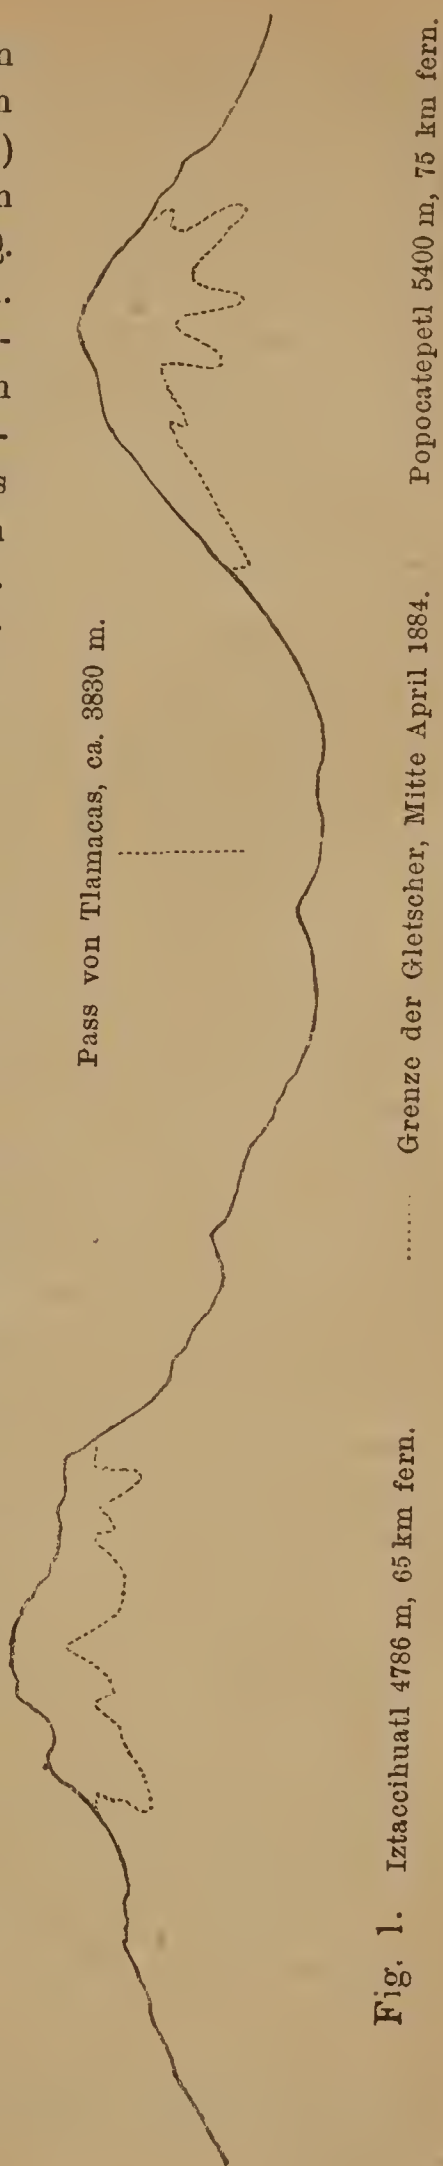 Pass von Tlamacas, ca. 3830 m.
Fig. 1. Iztaccihuatl 4786 m, 65 km fern. ........ Grenze der Gletscher, Mitte April 1884. Popocatepetl 5400 m, 75 km fern.